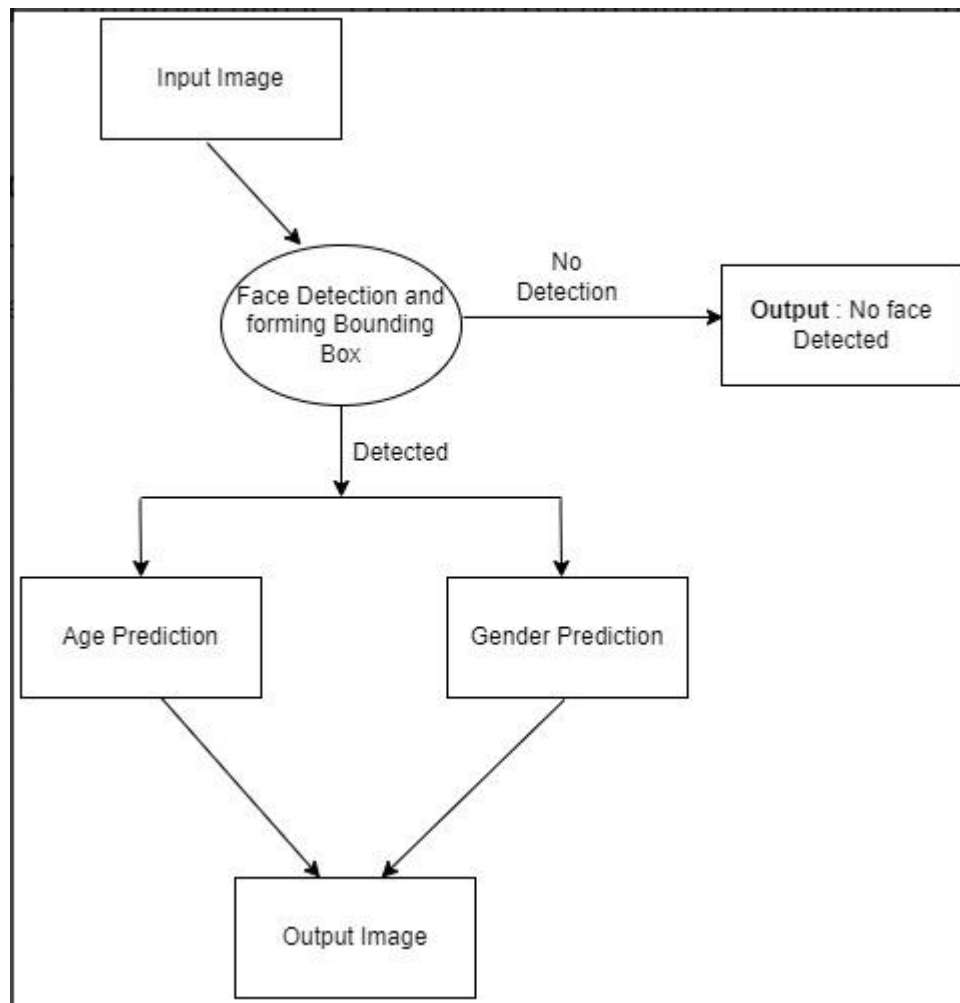 Input Image
Face Detection and
forming Bounding
Box
No
Detection
Output : No face
Detected
Detected
Age Prediction
Gender Prediction
Output Image